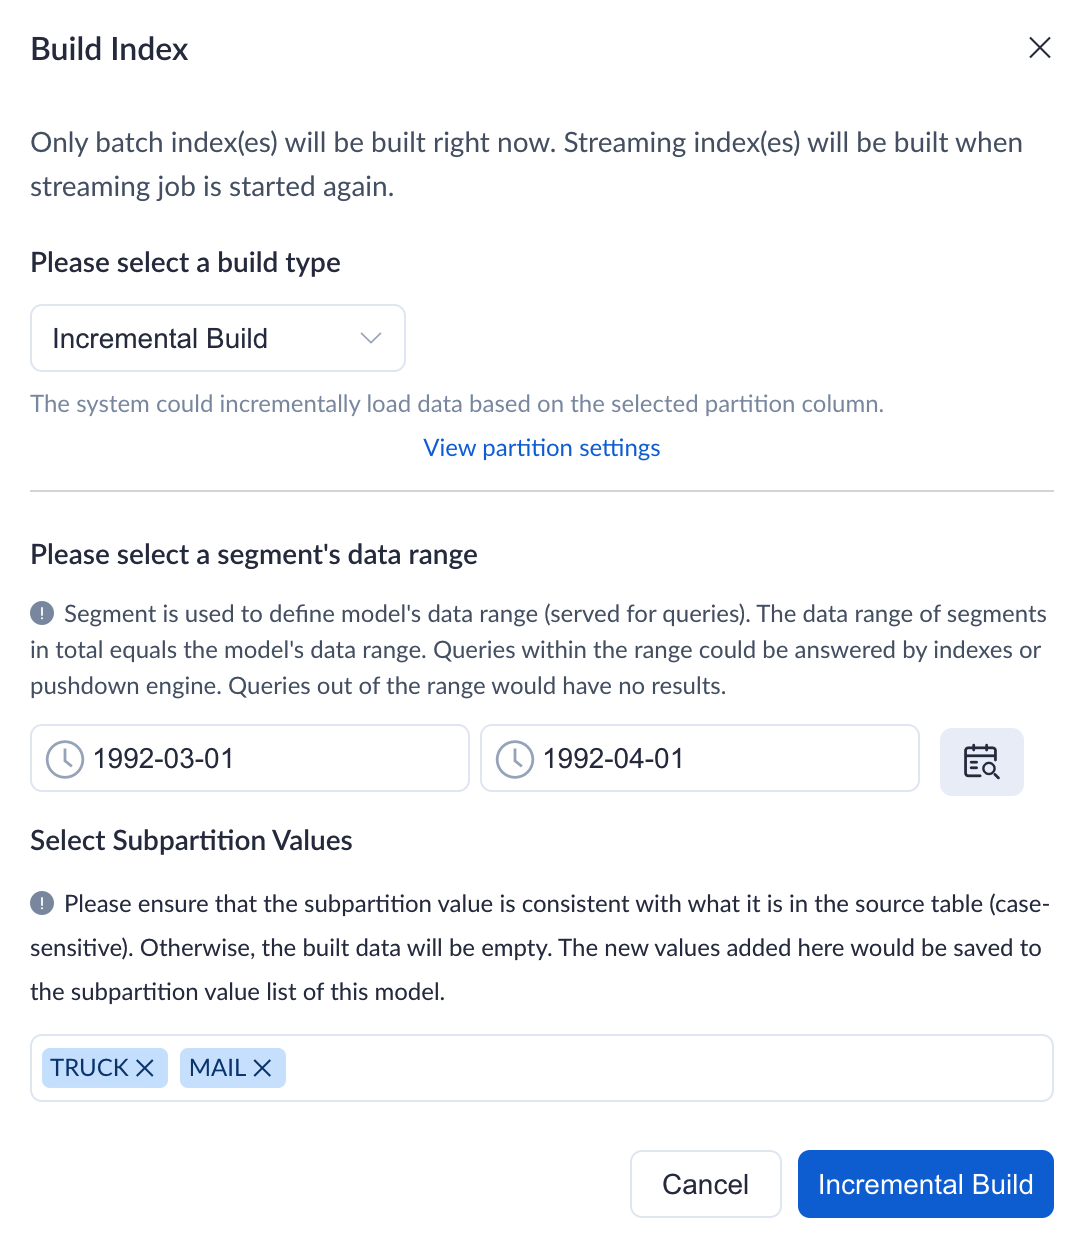 Build Index
Only batch index(es) will be built right now. Streaming index(es) will be built when
streaming job is started again.
Please select a build type
Incremental Build
The system could incrementally load data based on the selected partition column.
View partition settings
Please select a segment's data range
Segment is used to define model's data range (served for queries). The data range of segments
in total equals the model's data range. Queries within the range could be answered by indexes or
pushdown engine. Queries out of the range would have no results.
1992-03-01 1992-04-01
Select Subpartition Values
Please ensure that the subpartition value is consistent with what it is in the source table (case-
sensitive). Otherwise, the built data will be empty. The new values added here would be saved to
the subpartition value list of this model.
TRUCK MAIL
Cancel Incremental Build